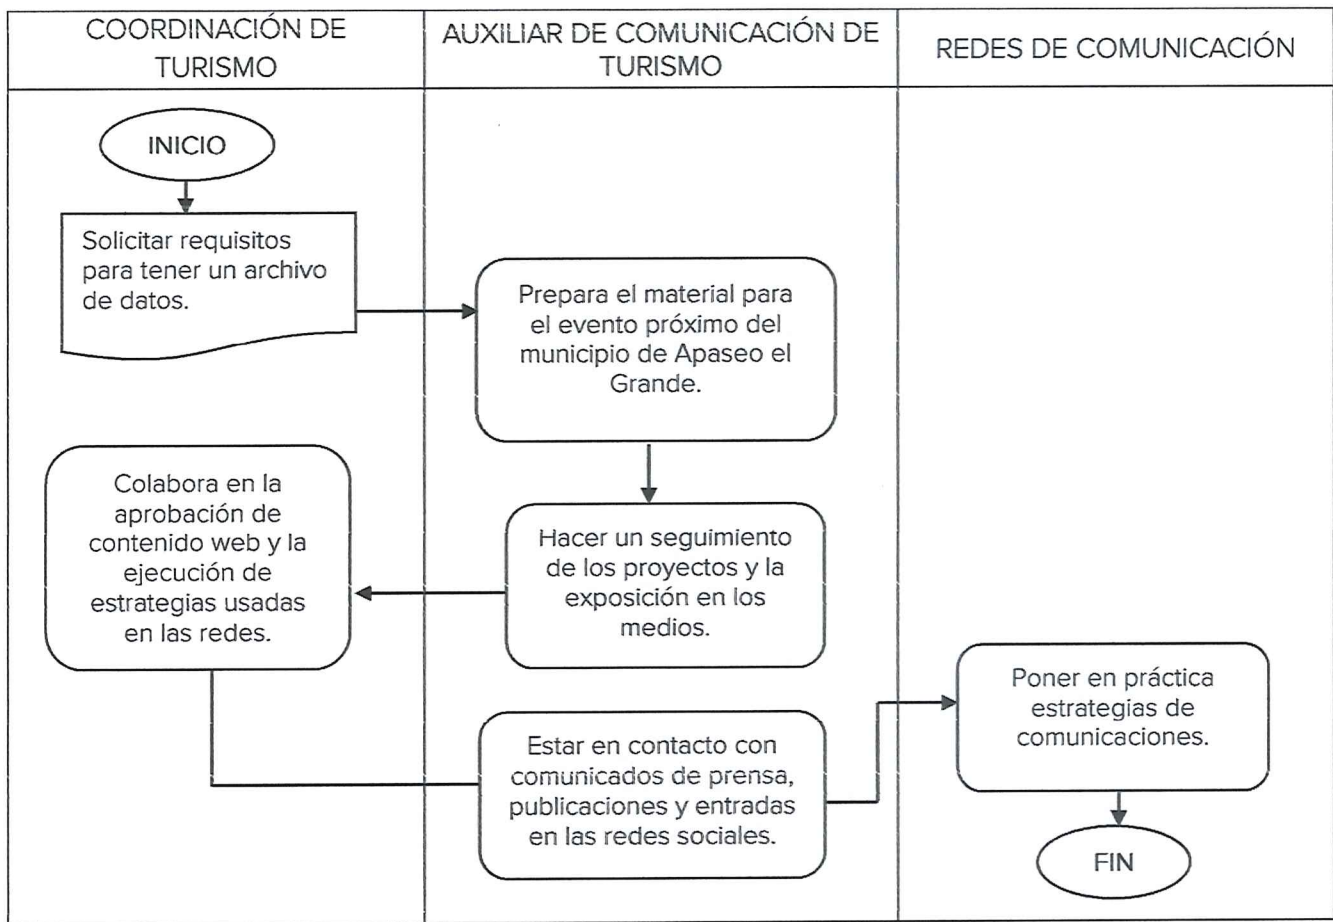 COORDINACIÓN DE
TURISMO
AUXILIAR DE COMUNICACIÓN DE
TURISMO
REDES DE COMUNICACIÓN
INICIO
Solicitar requisitos
para tener un archivo
de datos.
Prepara el material para
el evento próximo del
municipio de Apaseo el
Grande.
Hacer un seguimiento
de los proyectos y la
exposición en los
medios.
Colabora en la
aprobación de
contenido web y la
ejecución de
estrategias usadas
en las redes.
Estar en contacto con
comunicados de prensa,
publicaciones y entradas
en las redes sociales.
Poner en práctica
estrategias de
comunicaciones.
FIN